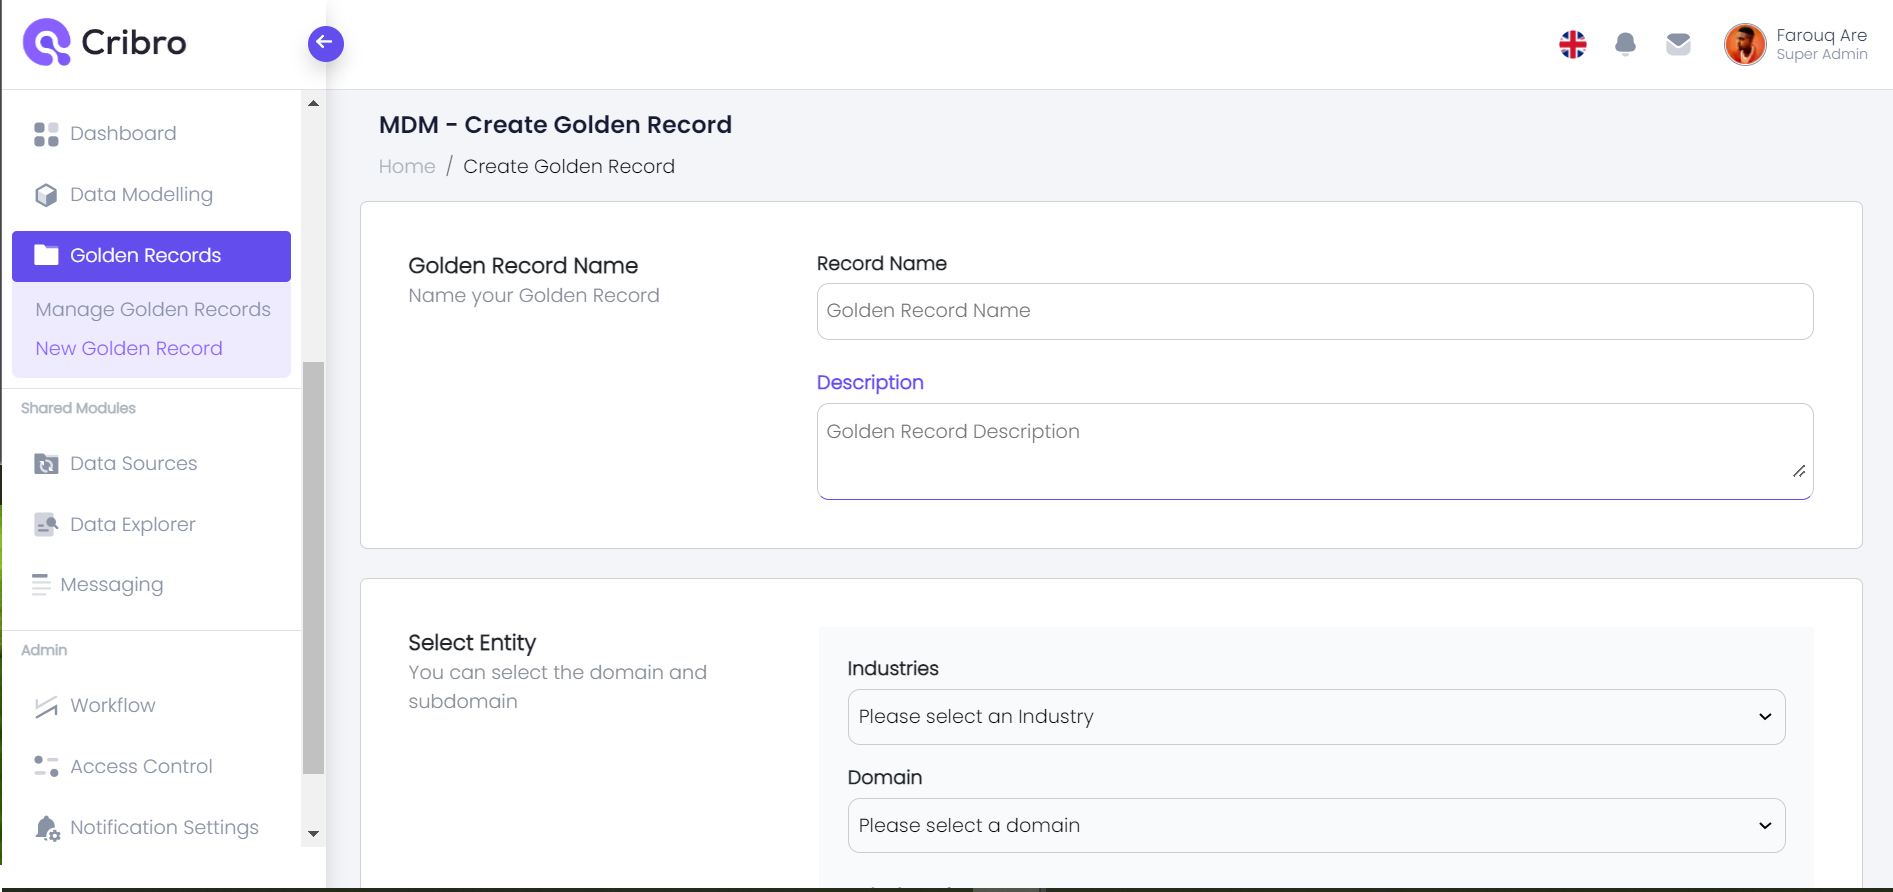 Cribro
Farouq Are
Super Admin
Dashboard
Data Modelling
Golden Records
Manage Golden Records
New Golden Record
Shared Modules
Data Sources
Data Explorer
Messaging
Admin
Workflow
Access Control
Notification Settings
MDM - Create Golden Record
Home / Create Golden Record
Golden Record Name
Name your Golden Record
Record Name
Golden Record Name
Description
Golden Record Description
Select Entity
You can select the domain and
subdomain
Industries
Please select an Industry
Domain
Please select a domain